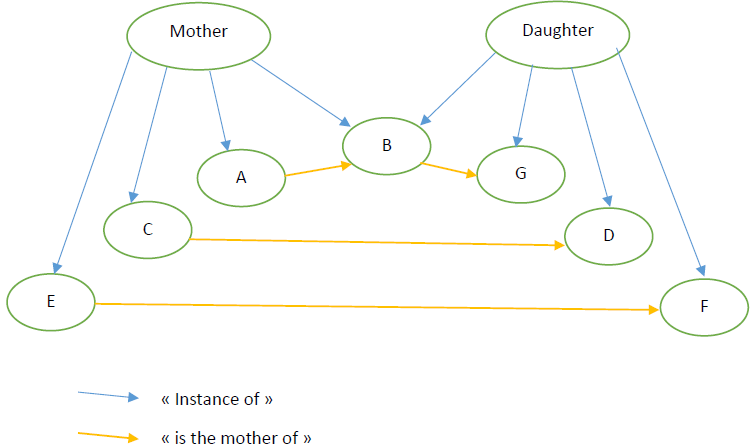 Mother
Daughter
B
A
G
C
D
E
F
« Instance of »
« is the mother of »